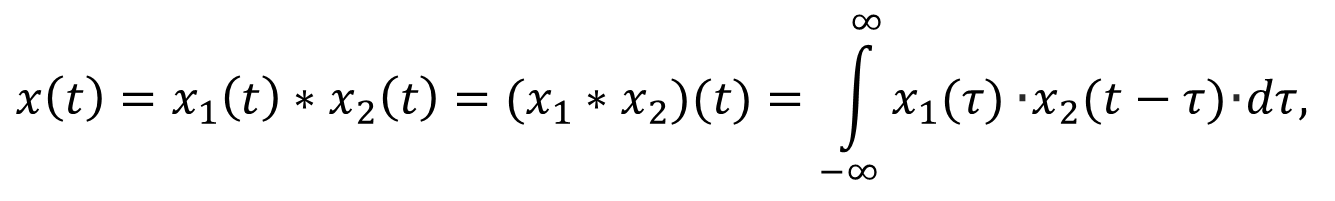 x(t) = x₁(t) ∗ x₂(t) = (x₁ ∗ x₂)(t) = ∫_{−∞}^{∞} x₁(τ) ·x₂(t − τ)·dτ,